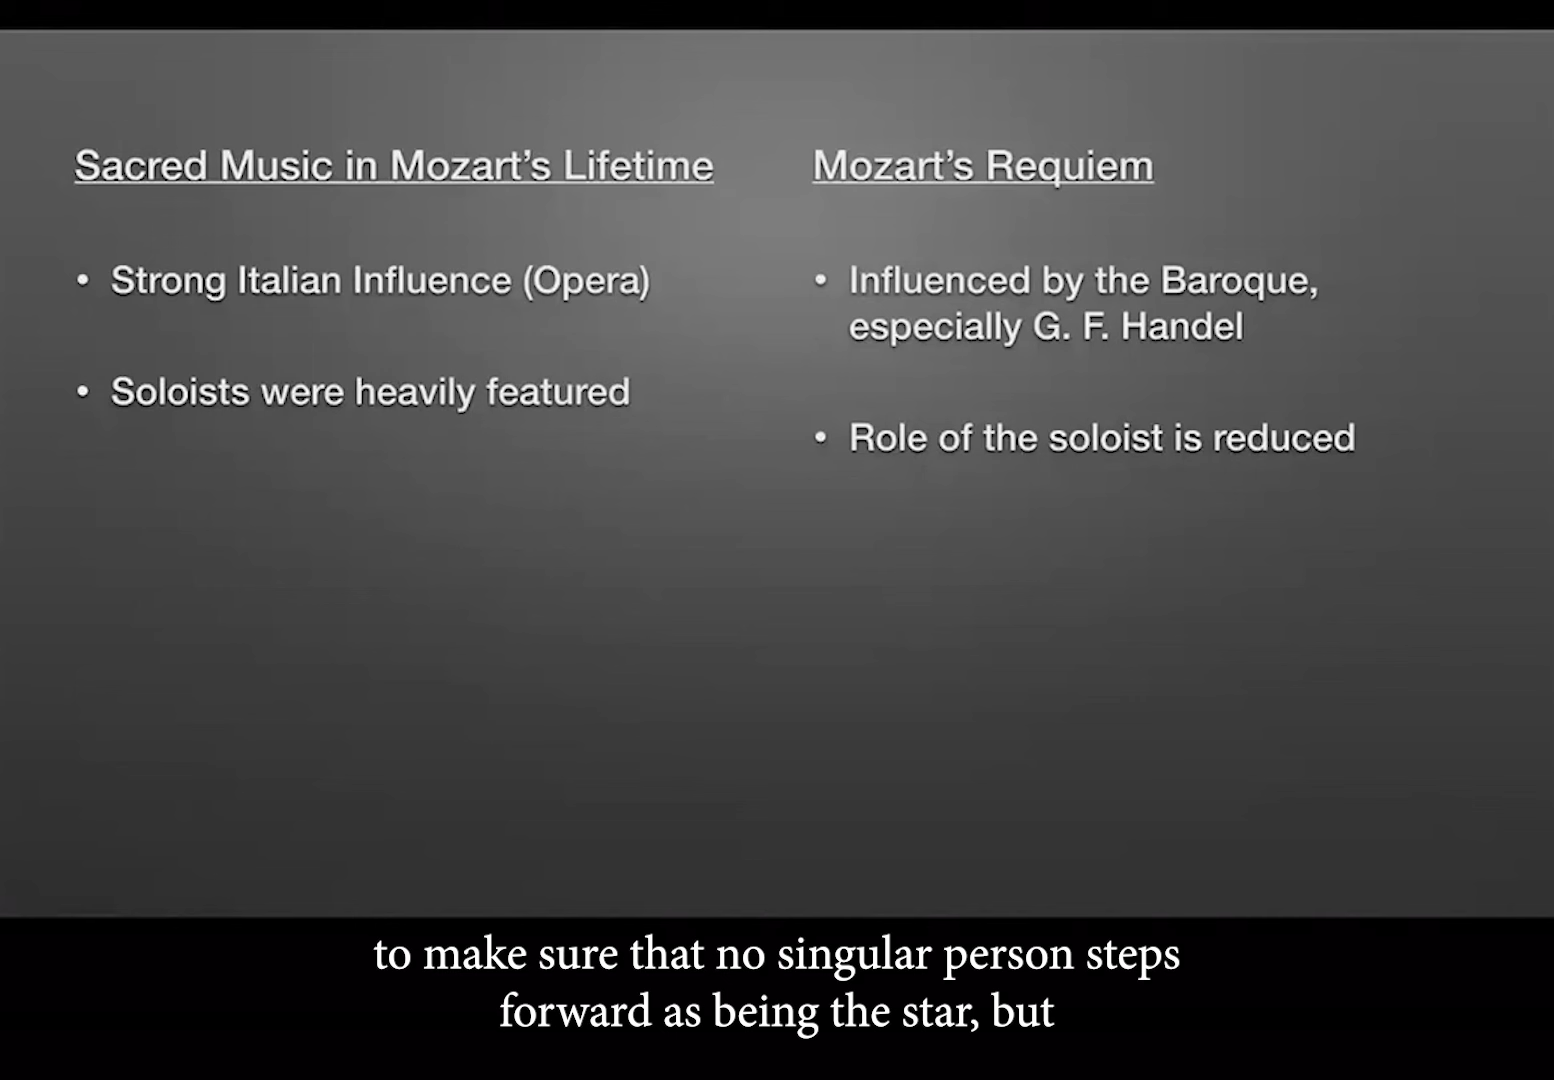 Sacred Music in Mozart’s Lifetime
• Strong Italian Influence (Opera)
• Soloists were heavily featured
Mozart’s Requiem
• Influenced by the Baroque,
especially G. F. Handel
• Role of the soloist is reduced
to make sure that no singular person steps
forward as being the star, but